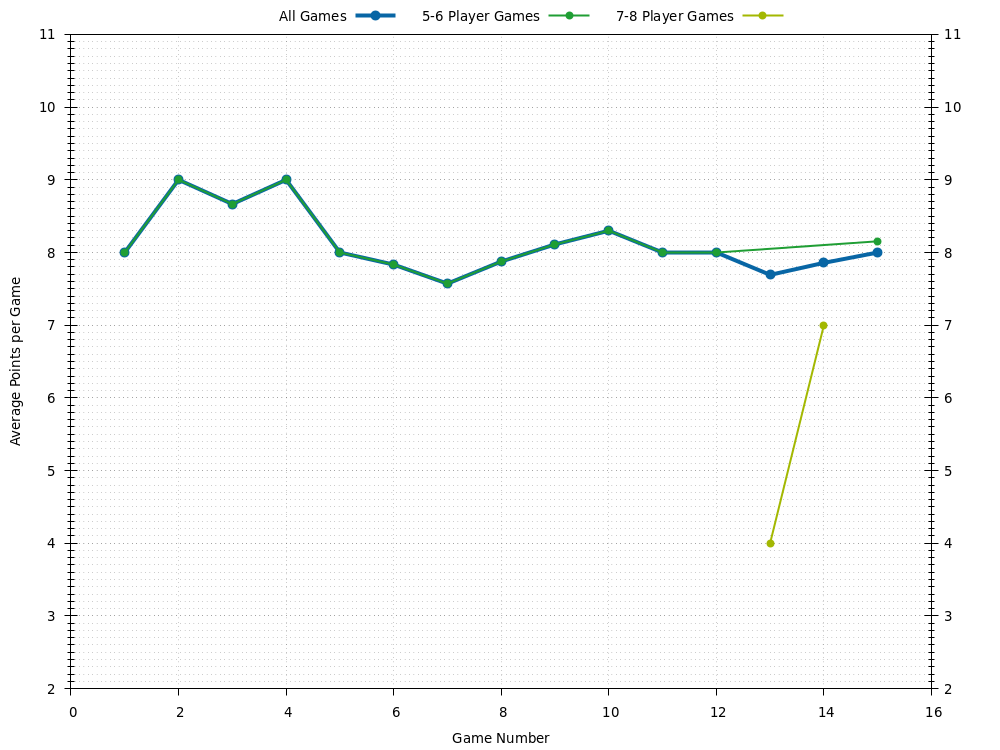 All Games 5-6 Player Games 7-8 Player Games
11 11
10 10
9 9
8 8
7 7
6 6
5 5
4 4
3 3
2 2
Average Points per Game
0 2 4 6 8 10 12 14 16
Game Number